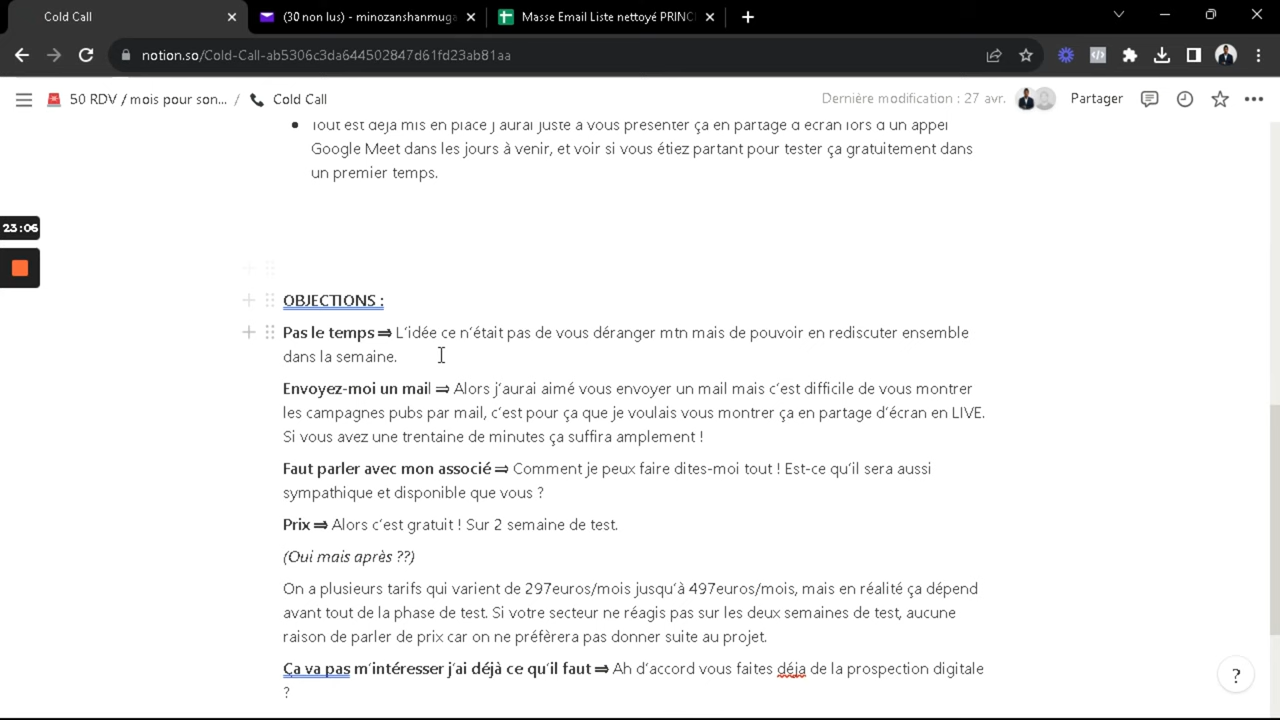 Cold Call
(30 non lus) - minozanshanmuga
Masse Email Liste nettoyé PRINC
notion.so/Cold-Call-ab5306c3da644502847d61fd23ab81aa
50 RDV / mois pour son... / Cold Call
Dernière modification : 27 avr.
Partager
Tout est déjà mis en place j'aurai juste à vous présenter ça en partage d'écran lors d'un appel
Google Meet dans les jours à venir, et voir si vous étiez partant pour tester ça gratuitement dans
un premier temps.
23:06
OBJECTIONS :
Pas le temps ⇒ L'idée ce n'était pas de vous déranger mtn mais de pouvoir en rediscuter ensemble
dans la semaine.
Envoyez-moi un mail ⇒ Alors j'aurai aimé vous envoyer un mail mais c'est difficile de vous montrer
les campagnes pubs par mail, c'est pour ça que je voulais vous montrer ça en partage d'écran en LIVE.
Si vous avez une trentaine de minutes ça suffira amplement !
Faut parler avec mon associé ⇒ Comment je peux faire dites-moi tout ! Est-ce qu'il sera aussi
sympathique et disponible que vous ?
Prix ⇒ Alors c'est gratuit ! Sur 2 semaine de test.
(Oui mais après ??)
On a plusieurs tarifs qui varient de 297euros/mois jusqu'à 497euros/mois, mais en réalité ça dépend
avant tout de la phase de test. Si votre secteur ne réagis pas sur les deux semaines de test, aucune
raison de parler de prix car on ne préfèrera pas donner suite au projet.
Ça va pas m'intéresser j'ai déjà ce qu'il faut ⇒ Ah d'accord vous faites déja de la prospection digitale
?
?